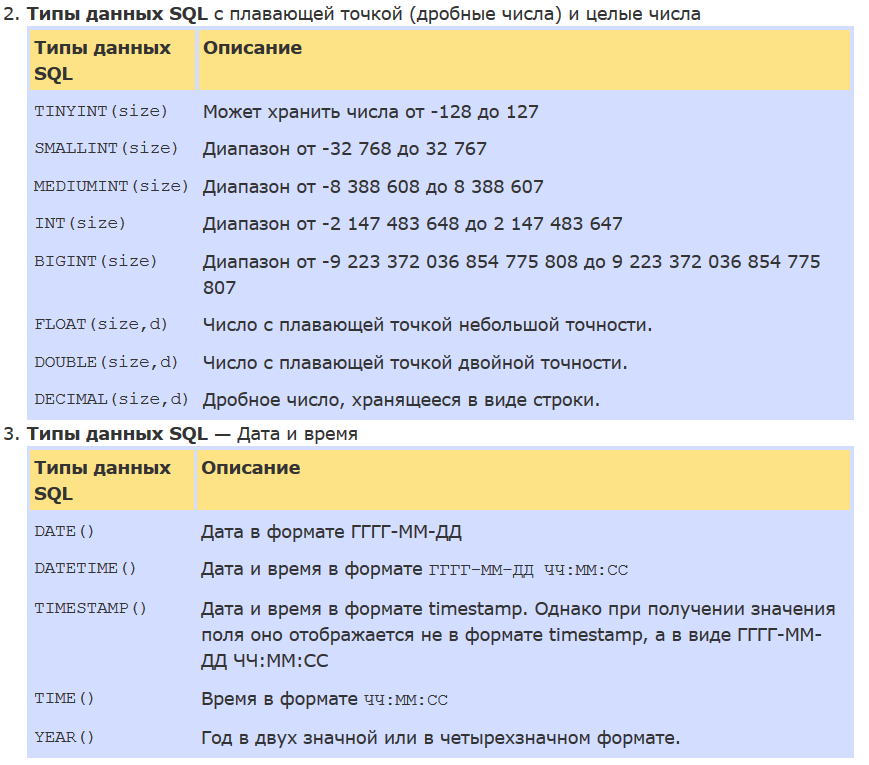 2. Типы данных SQL с плавающей точкой (дробные числа) и целые числа
Типы данных SQL Описание
TINYINT(size) Может хранить числа от -128 до 127
SMALLINT(size) Диапазон от -32 768 до 32 767
MEDIUMINT(size) Диапазон от -8 388 608 до 8 388 607
INT(size) Диапазон от -2 147 483 648 до 2 147 483 647
BIGINT(size) Диапазон от -9 223 372 036 854 775 808 до 9 223 372 036 854 775
807
FLOAT(size,d) Число с плавающей точкой небольшой точности.
DOUBLE(size,d) Число с плавающей точкой двойной точности.
DECIMAL(size,d) Дробное число, хранящееся в виде строки.
3. Типы данных SQL — Дата и время
Типы данных SQL Описание
DATE() Дата в формате ГГГГ-ММ-ДД
DATETIME() Дата и время в формате ГГГГ-ММ-ДД ЧЧ:ММ:СС
TIMESTAMP() Дата и время в формате timestamp. Однако при получении значения
поля оно отображается не в формате timestamp, а в виде ГГГГ-ММ-
ДД ЧЧ:ММ:СС
TIME() Время в формате ЧЧ:ММ:СС
YEAR() Год в двух значной или в четырехзначном формате.